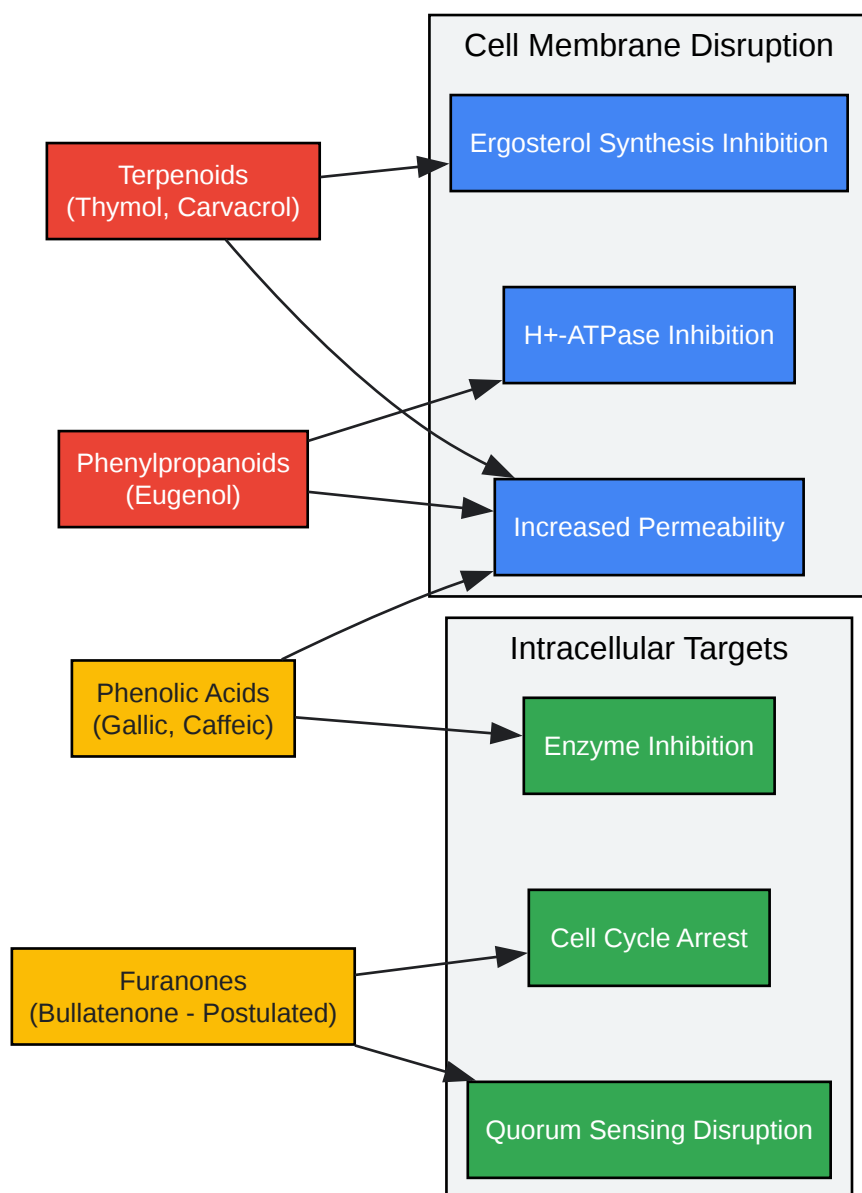 Cell Membrane Disruption
Ergosterol Synthesis Inhibition
Terpenoids
(Thymol, Carvacrol)
H+-ATPase Inhibition
Phenylpropanoids
(Eugenol)
Increased Permeability
Intracellular Targets
Phenolic Acids
(Gallic, Caffeic)
Enzyme Inhibition
Cell Cycle Arrest
Furanones
(Bullatenone - Postulated)
Quorum Sensing Disruption